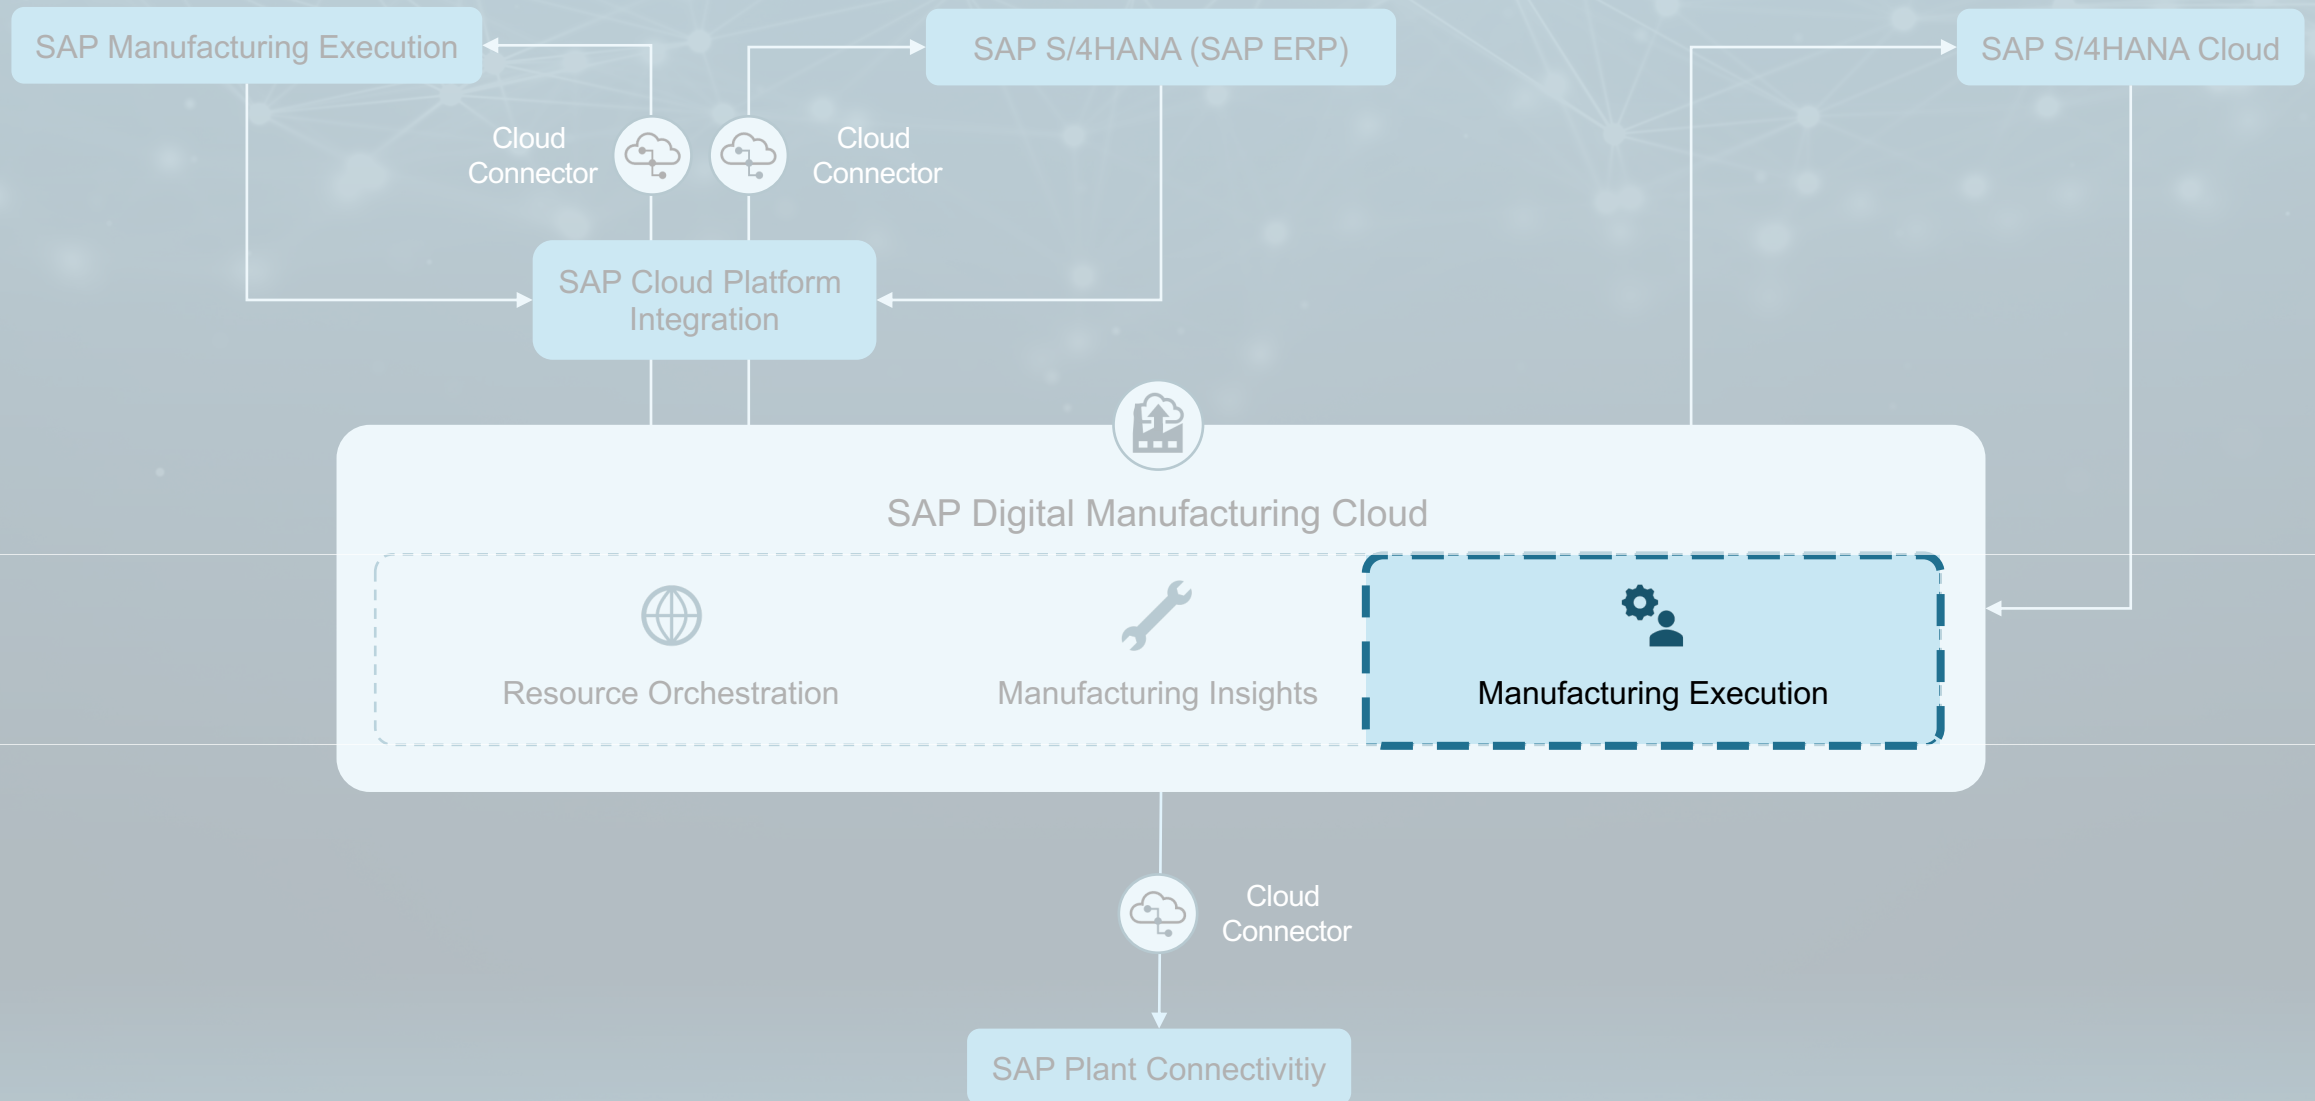 SAP Manufacturing Execution
SAP S/4HANA (SAP ERP)
SAP S/4HANA Cloud
Cloud
Connector
Cloud
Connector
SAP Cloud Platform
Integration
SAP Digital Manufacturing Cloud
Resource Orchestration
Manufacturing Insights
Manufacturing Execution
Cloud
Connector
SAP Plant Connectivitiy